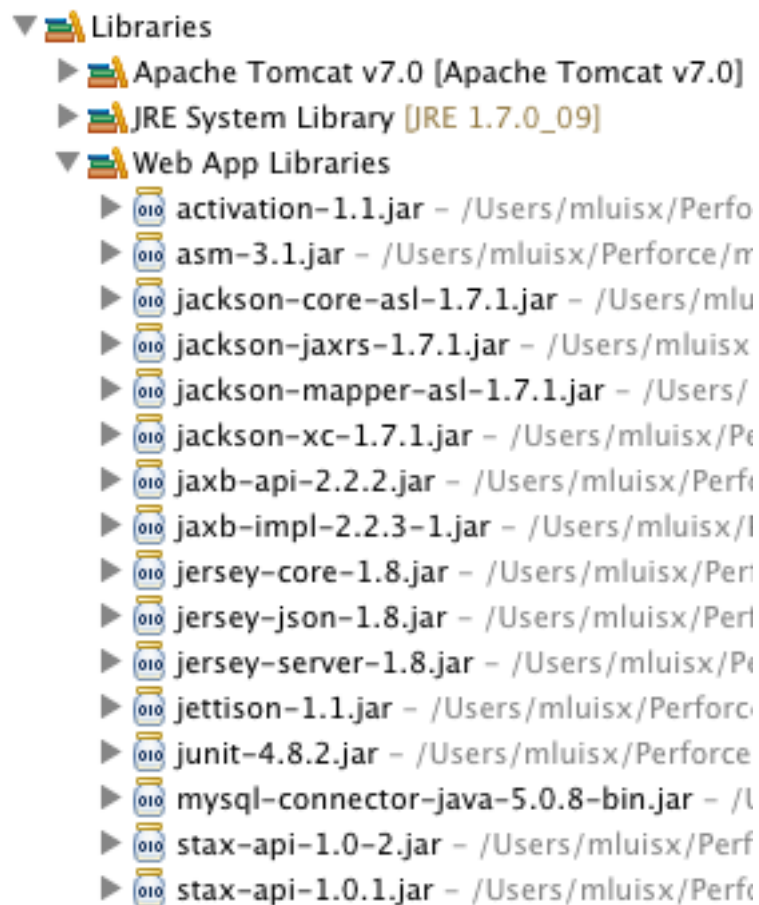 Libraries
Apache Tomcat v7.0 [Apache Tomcat v7.0]
JRE System Library [JRE 1.7.0_09]
Web App Libraries
activation-1.1.jar – /Users/mluisx/Perfo
asm-3.1.jar – /Users/mluisx/Perforce/m
jackson-core-asl-1.7.1.jar – /Users/mlu
jackson-jaxrs-1.7.1.jar – /Users/mluisx
jackson-mapper-asl-1.7.1.jar – /Users/
jackson-xc-1.7.1.jar – /Users/mluisx/Pe
jaxb-api-2.2.2.jar – /Users/mluisx/Perfo
jaxb-impl-2.2.3-1.jar – /Users/mluisx/
jersey-core-1.8.jar – /Users/mluisx/Per
jersey-json-1.8.jar – /Users/mluisx/Per
jersey-server-1.8.jar – /Users/mluisx/Pe
jettison-1.1.jar – /Users/mluisx/Perforc
junit-4.8.2.jar – /Users/mluisx/Perforce
mysql-connector-java-5.0.8-bin.jar – /U
stax-api-1.0-2.jar – /Users/mluisx/Perf
stax-api-1.0.1.jar – /Users/mluisx/Perfo